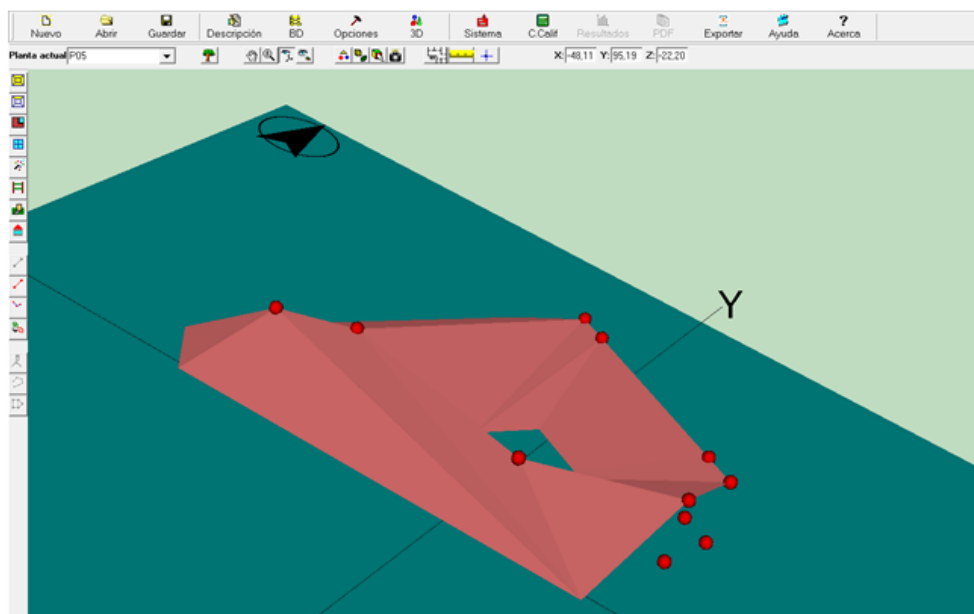 Nuevo Abrir Guardar Descripción BD Opciones 3D Sistema C.Calif Resultados PDF Exportar Ayuda Acerca
Planta actual P05 X: -48,11 Y: 95,19 Z: -22,20
Y